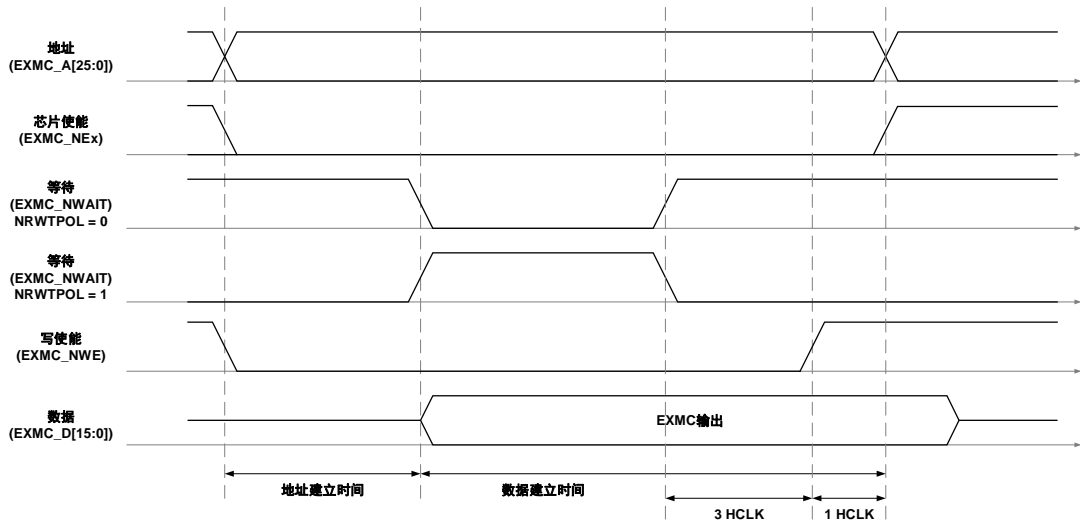 地址
(EXMC_A[25:0])
芯片使能
(EXMC_NEx)
等待
(EXMC_NWAIT)
NRWTPOL = 0
等待
(EXMC_NWAIT)
NRWTPOL = 1
写使能
(EXMC_NWE)
数据
(EXMC_D[15:0])
EXMC输出
地址建立时间
数据建立时间
3 HCLK
1 HCLK